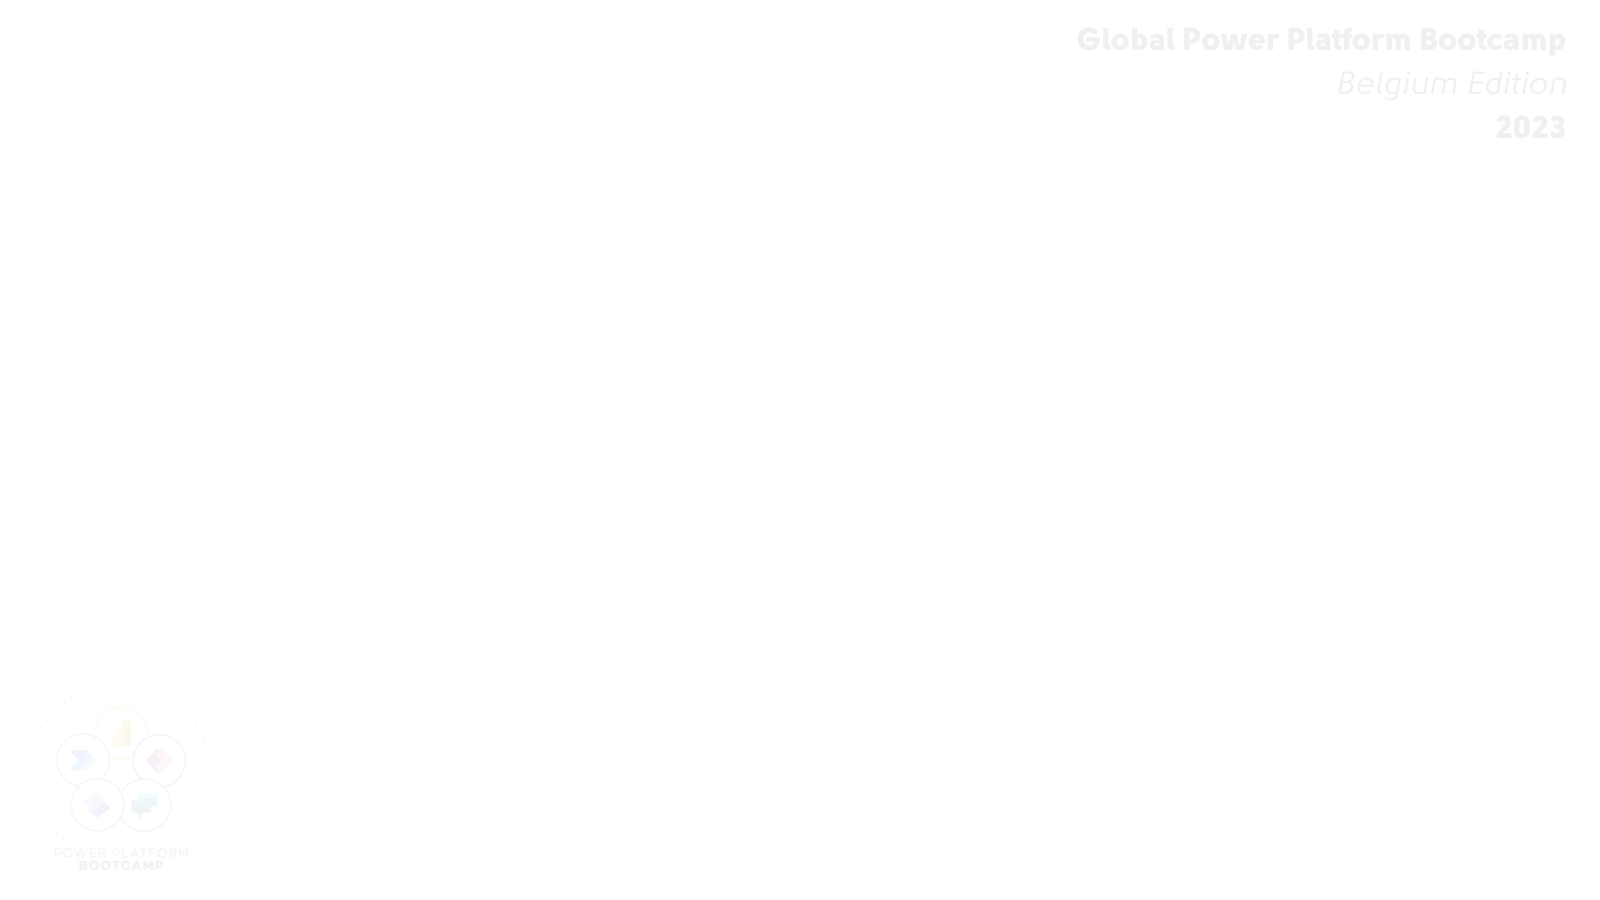 Global Power Platform Bootcamp
Belgium Edition
2023
POWER PLATFORM
BOOTCAMP